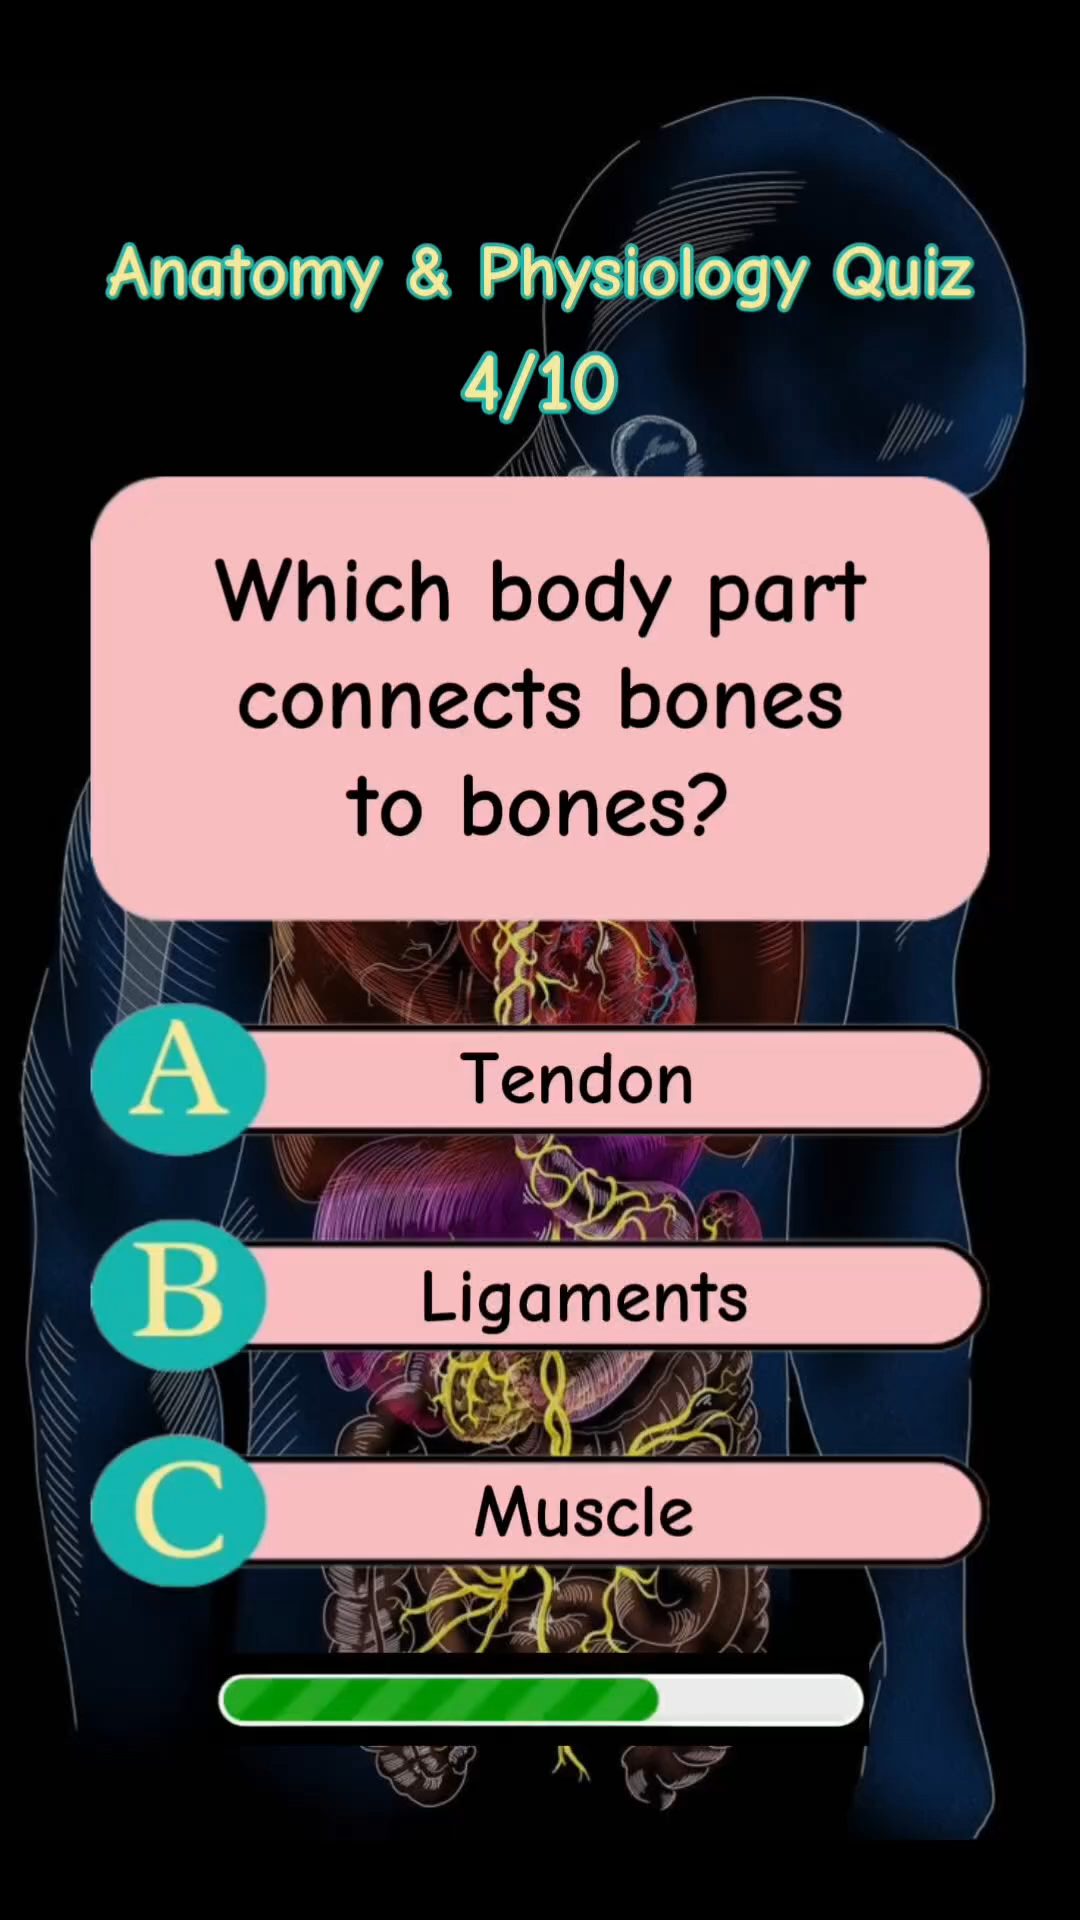 Anatomy & Physiology Quiz
4/10
Which body part
connects bones
to bones?
A Tendon
B Ligaments
C Muscle